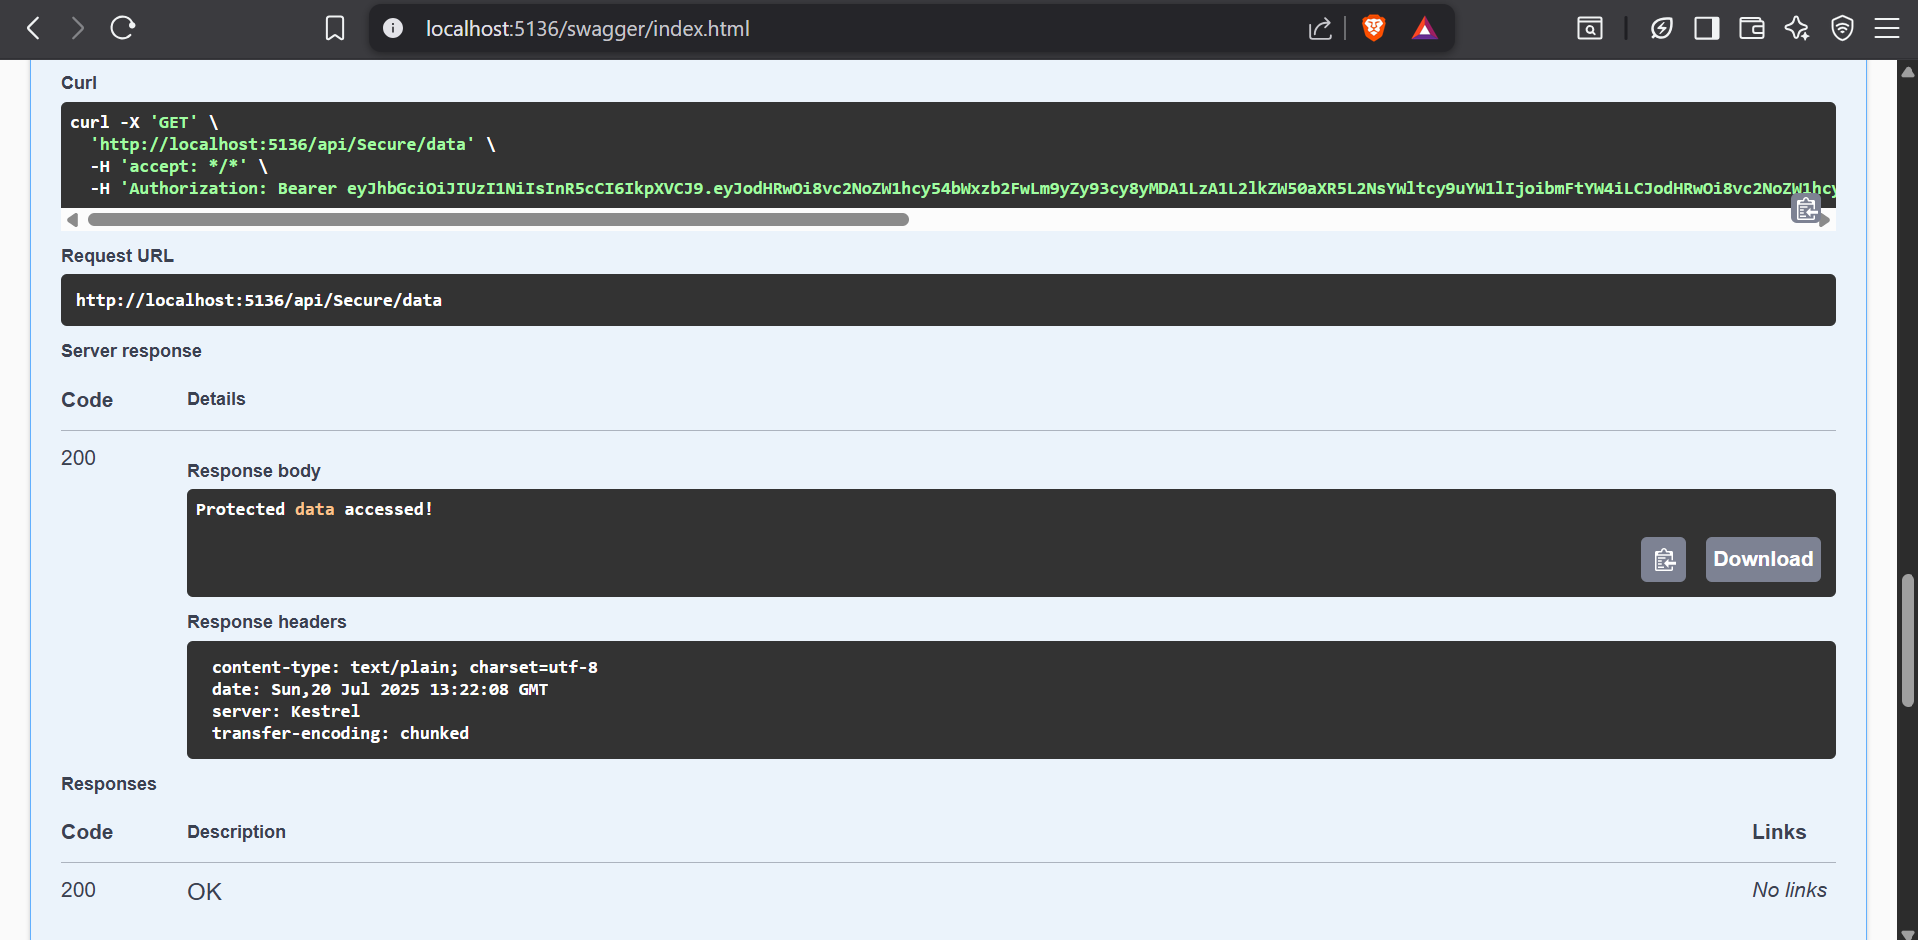 localhost:5136/swagger/index.html
Curl
curl -X 'GET' \
'http://localhost:5136/api/Secure/data' \
-H 'accept: */*' \
-H 'Authorization: Bearer eyJhbGciOiJIUzI1NiIsInR5cCI6IkpXVCJ9.eyJodHRwOi8vc2NoZW1hcy54bWxzb2FwLm9yZy93cy8yMDA1LzA1L2lkZW50aXR5L2NsYWltcy9uYW1lIjoibmFtYW4iLCJodHRwOi8vc2NoZW1hcy
Request URL
http://localhost:5136/api/Secure/data
Server response
Code Details
200
Response body
Protected data accessed!
Download
Response headers
content-type: text/plain; charset=utf-8
date: Sun,20 Jul 2025 13:22:08 GMT
server: Kestrel
transfer-encoding: chunked
Responses
Code Description Links
200 OK No links